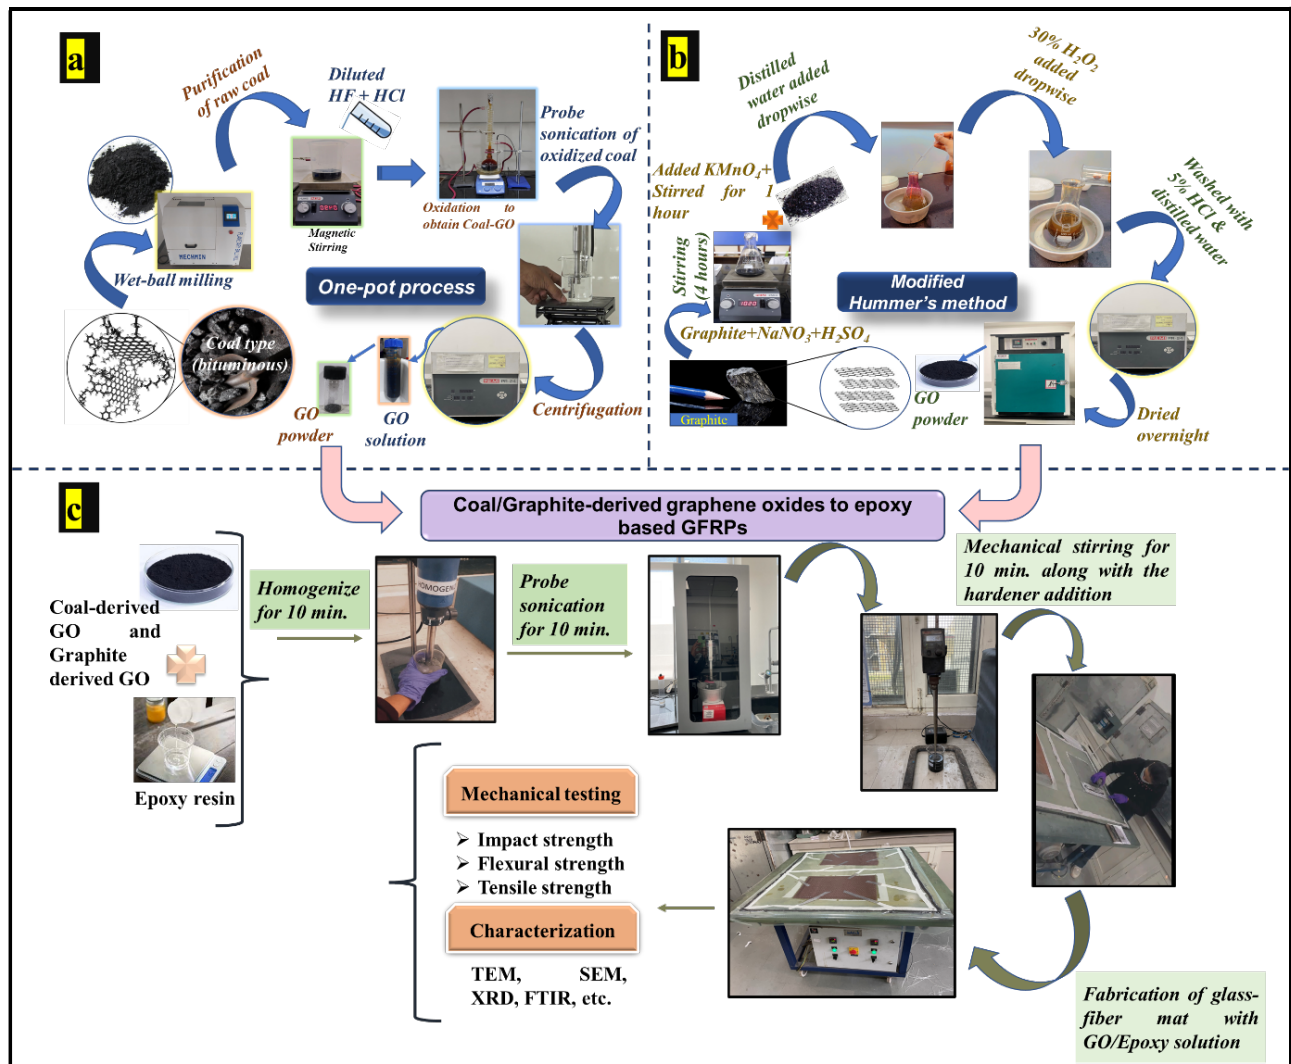 a
Purification
of raw coal
Diluted
HF + HCl
Probe
sonication of
oxidized coal
Oxidation to
obtain Coal-GO
Magnetic
Stirring
MECHMIN
Wet-ball milling
One-pot process
Coal type
(bituminous)
GO
powder
GO
solution
Centrifugation
b
Distilled
water added
dropwise
30% H₂O₂
added
dropwise
Added KMnO₄+
Stirred for 1
hour
Washed with
5% HCl &
distilled water
Stirring
(4 hours)
Modified
Hummer's method
Graphite+NaNO₃+H₂SO₄
Graphite
GO
powder
Dried
overnight
c
Coal/Graphite-derived graphene oxides to epoxy
based GFRPs
Coal-derived
GO and
Graphite
derived GO
Epoxy resin
Homogenize
for 10 min.
HOMOGENI
Probe
sonication
for 10 min.
Mechanical stirring for
10 min. along with the
hardener addition
Fabrication of glass-
fiber mat with
GO/Epoxy solution
Mechanical testing
➢ Impact strength
➢ Flexural strength
➢ Tensile strength
Characterization
TEM, SEM,
XRD, FTIR, etc.